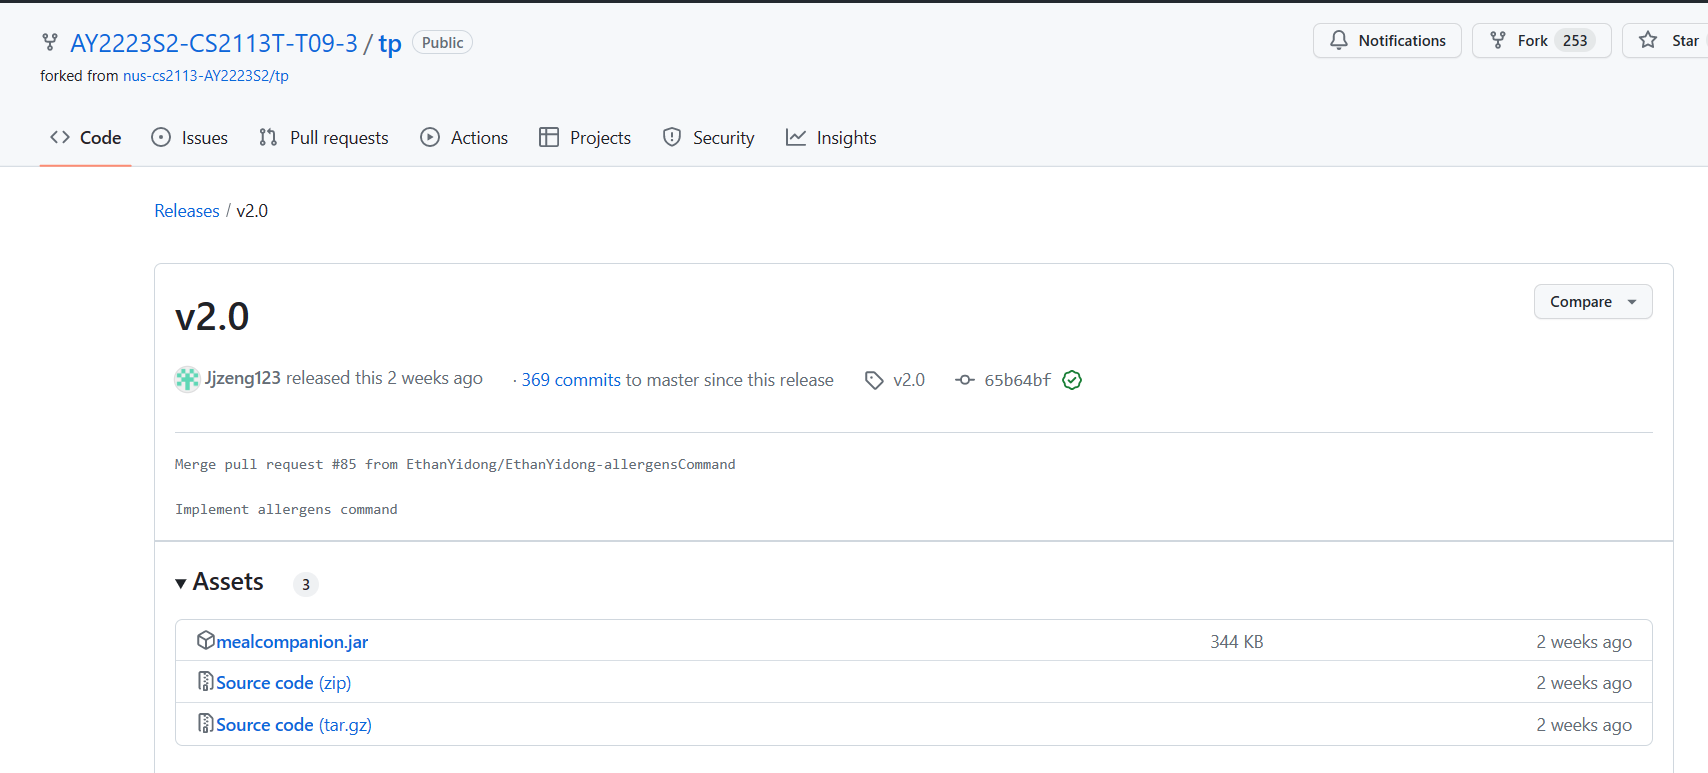 AY2223S2-CS2113T-T09-3 / tp Public
Notifications Fork 253 Star
forked from nus-cs2113-AY2223S2/tp
Code Issues Pull requests Actions Projects Security Insights
Releases / v2.0
v2.0
Compare
Jjzeng123 released this 2 weeks ago · 369 commits to master since this release v2.0 65b64bf
Merge pull request #85 from EthanYidong/EthanYidong-allergensCommand
Implement allergens command
Assets 3
mealcompanion.jar 344 KB 2 weeks ago
Source code (zip) 2 weeks ago
Source code (tar.gz) 2 weeks ago